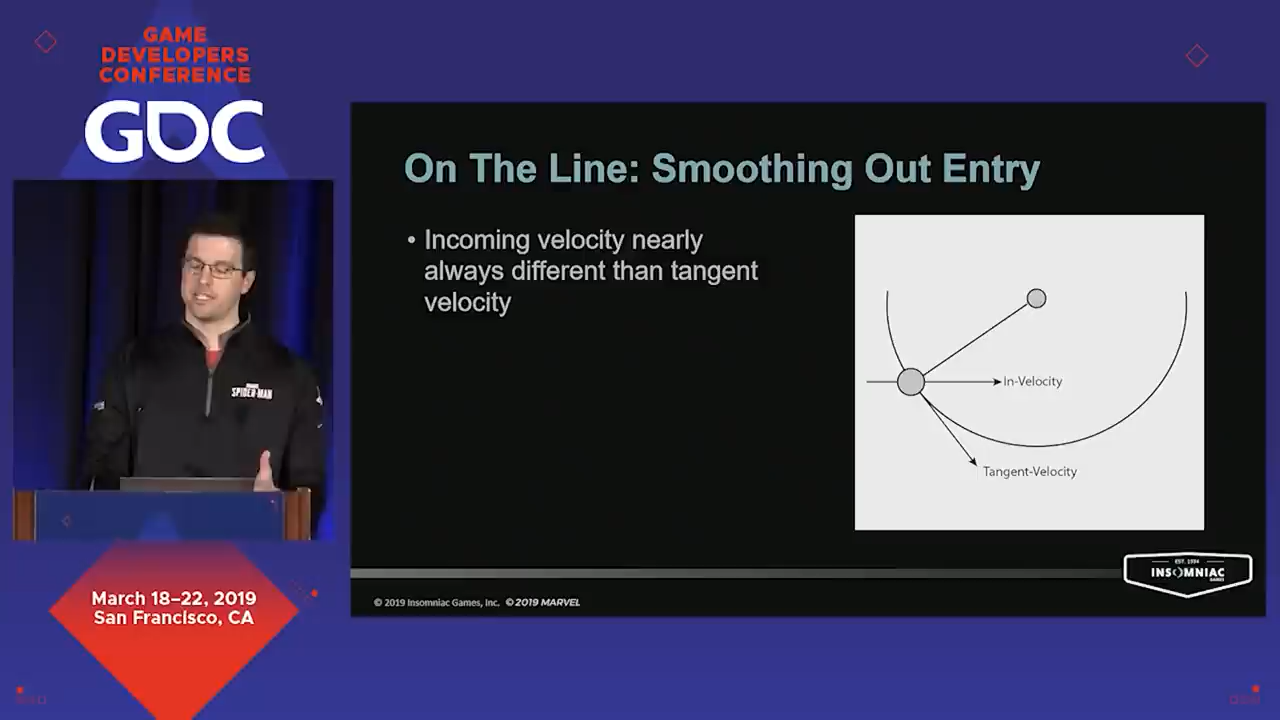 GAME
DEVELOPERS
CONFERENCE
GDC
SPIDER-MAN
March 18–22, 2019
San Francisco, CA
On The Line: Smoothing Out Entry
• Incoming velocity nearly
always different than tangent
velocity
In-Velocity
Tangent-Velocity
EST. 1994
INSOMNIAC
GAMES
© 2019 Insomniac Games, Inc. © 2019 MARVEL